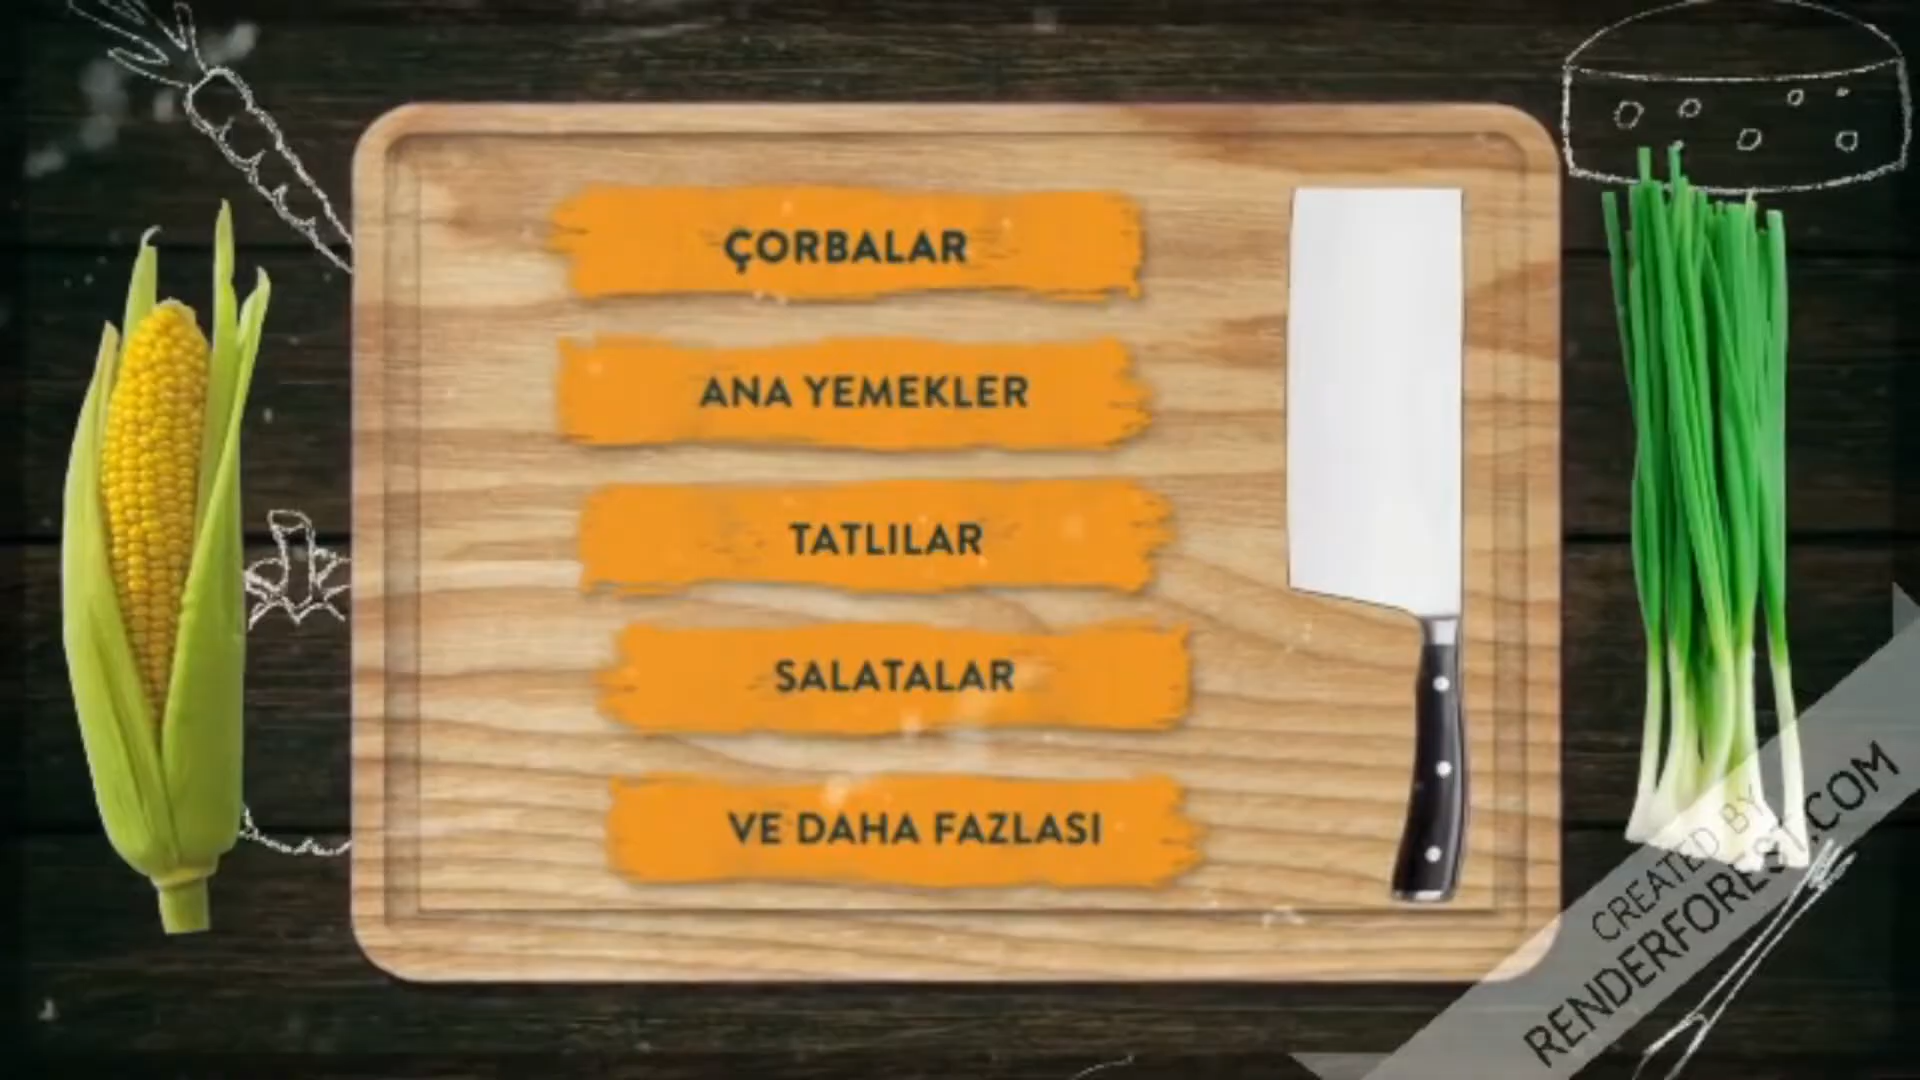 ÇORBALAR
ANA YEMEKLER
TATLILAR
SALATALAR
VE DAHA FAZLASI
CREATED BY
RENDERFOREST.COM